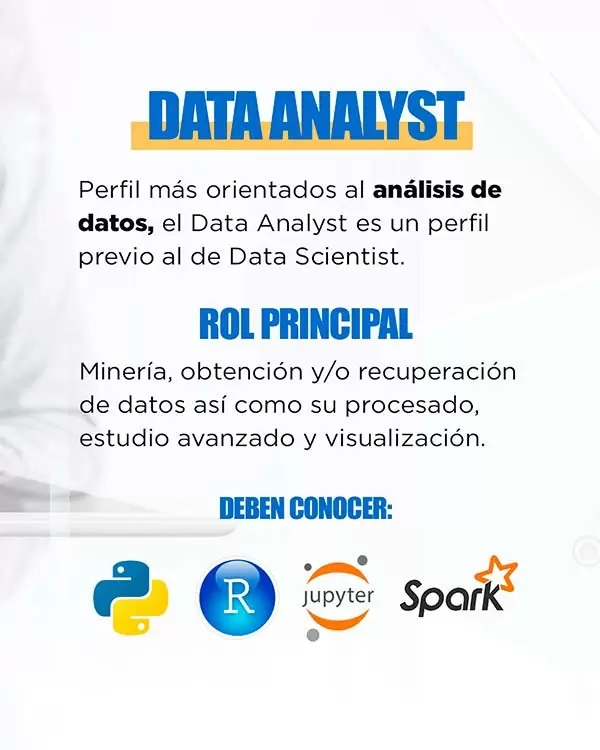 DATA ANALYST
Perfil más orientados al análisis de
datos, el Data Analyst es un perfil
previo al de Data Scientist.
ROL PRINCIPAL
Minería, obtención y/o recuperación
de datos así como su procesado,
estudio avanzado y visualización.
DEBEN CONOCER:
R
jupyter
Spark